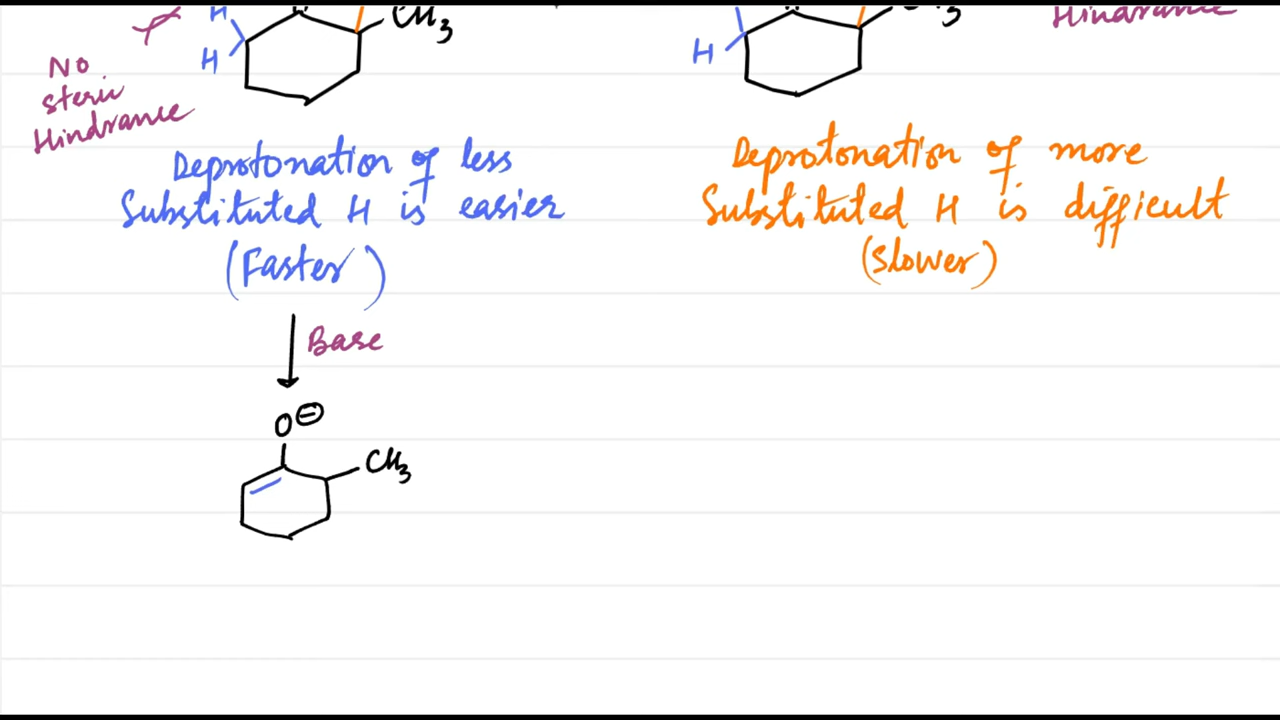 H
CH3
H
No
steric
Hindrance
Deprotonation of less
Substituted H is easier
(Faster)
Base
O⊖
CH3
Hindrance
H
Deprotonation of more
Substituted H is difficult
(Slower)